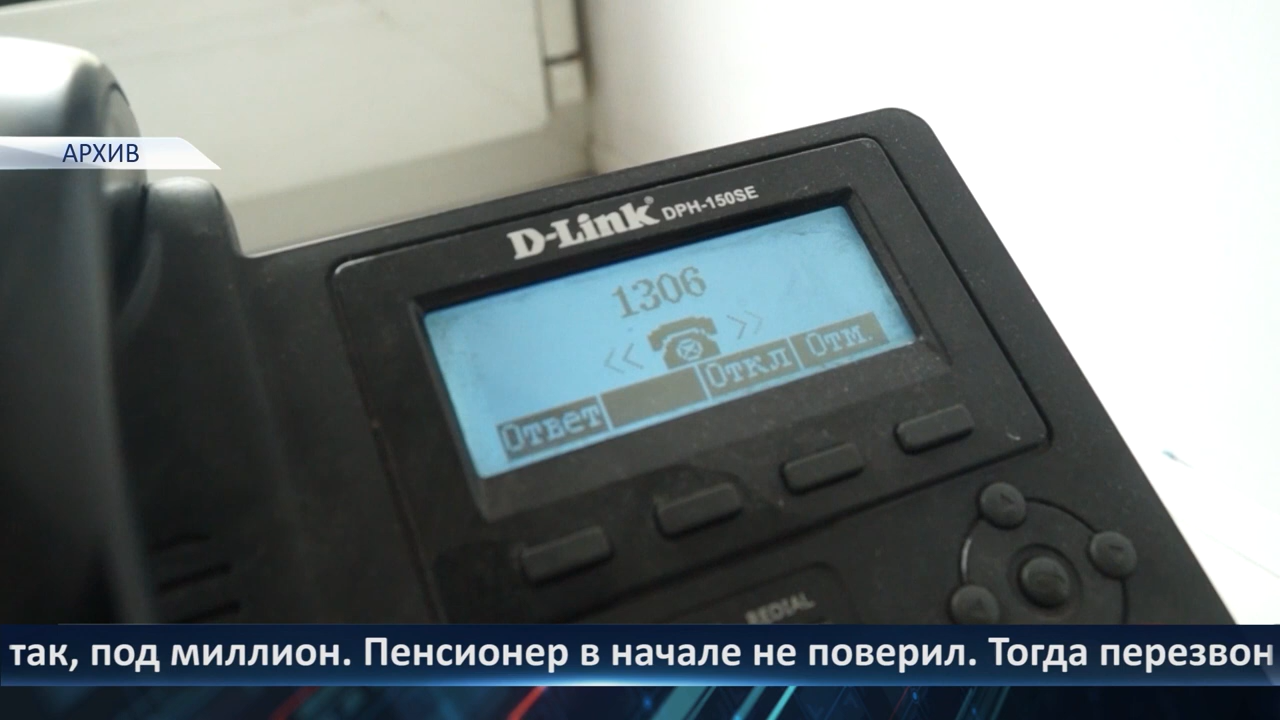 АРХИВ
D-Link DPH-150SE
1306
Ответ Откл Отм.
REDIAL
так, под миллион. Пенсионер в начале не поверил. Тогда перезвон